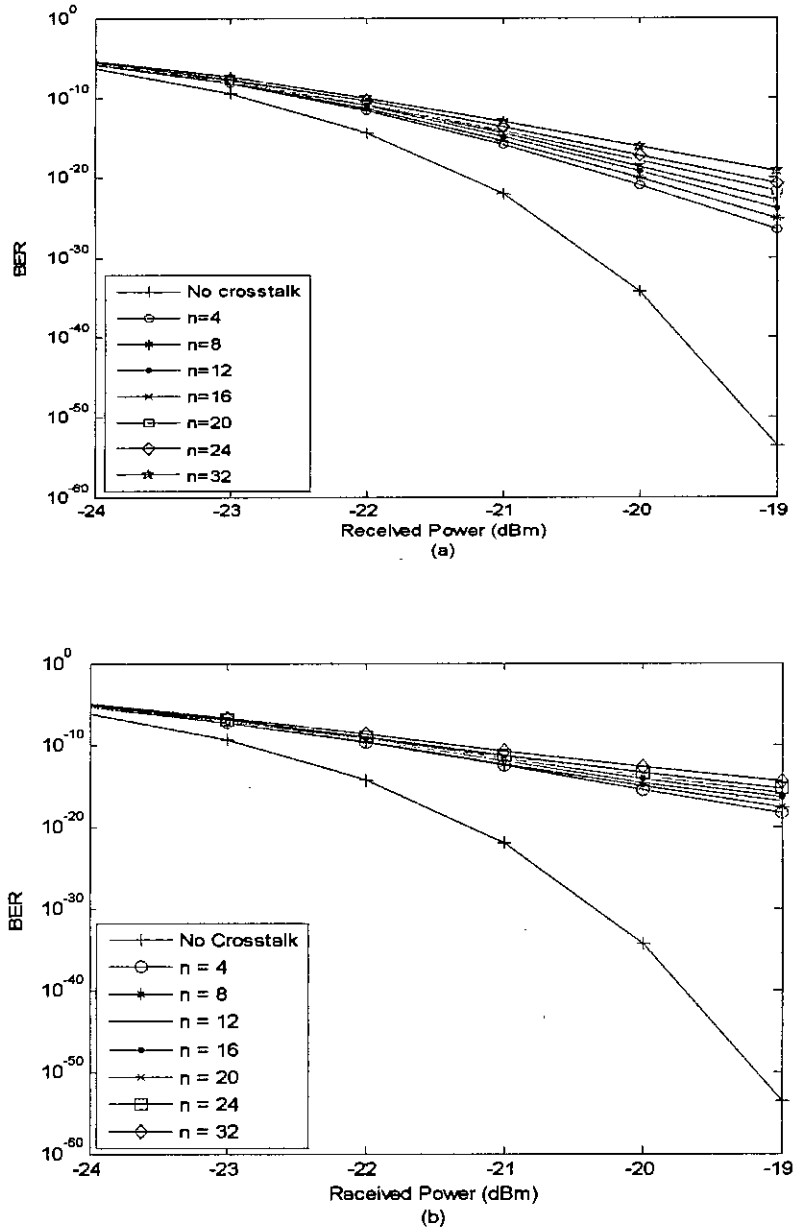 10^0
10^-10
10^-20
10^-30
10^-40
10^-50
10^-60
BER
No crosstalk
n=4
n=8
n=12
n=16
n=20
n=24
n=32
-24 -23 -22 -21 -20 -19
Received Power (dBm)
(a)
10^0
10^-10
10^-20
10^-30
10^-40
10^-50
10^-60
BER
No Crosstalk
n = 4
n = 8
n = 12
n = 16
n = 20
n = 24
n = 32
-24 -23 -22 -21 -20 -19
Raceived Power (dBm)
(b)